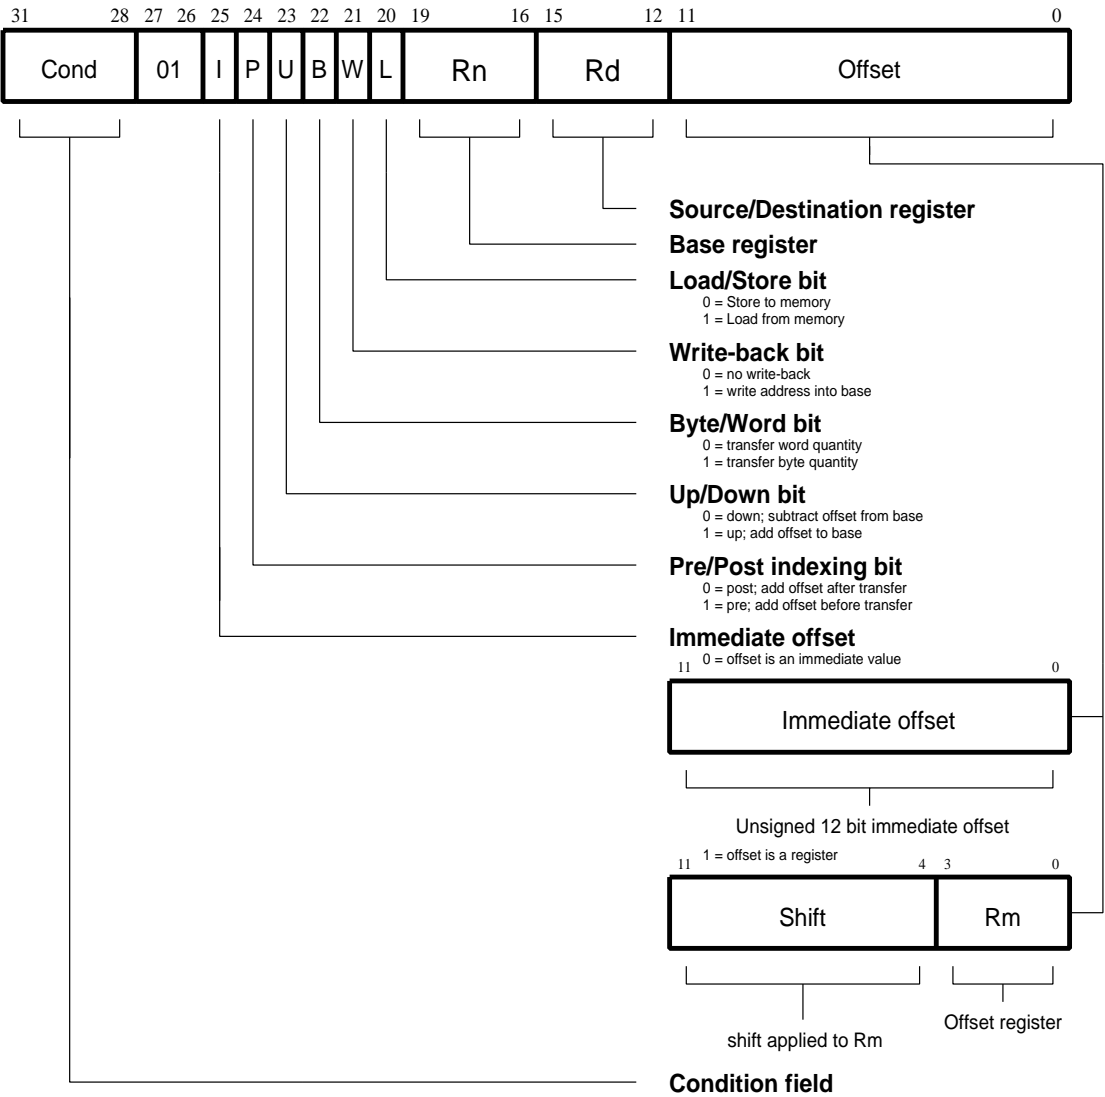 31 28 27 26 25 24 23 22 21 20 19 16 15 12 11 0
Cond 01 I P U B W L Rn Rd Offset
Source/Destination register
Base register
Load/Store bit
0 = Store to memory
1 = Load from memory
Write-back bit
0 = no write-back
1 = write address into base
Byte/Word bit
0 = transfer word quantity
1 = transfer byte quantity
Up/Down bit
0 = down; subtract offset from base
1 = up; add offset to base
Pre/Post indexing bit
0 = post; add offset after transfer
1 = pre; add offset before transfer
Immediate offset
0 = offset is an immediate value
11 0
Immediate offset
Unsigned 12 bit immediate offset
1 = offset is a register
11 4 3 0
Shift Rm
Offset register
shift applied to Rm
Condition field